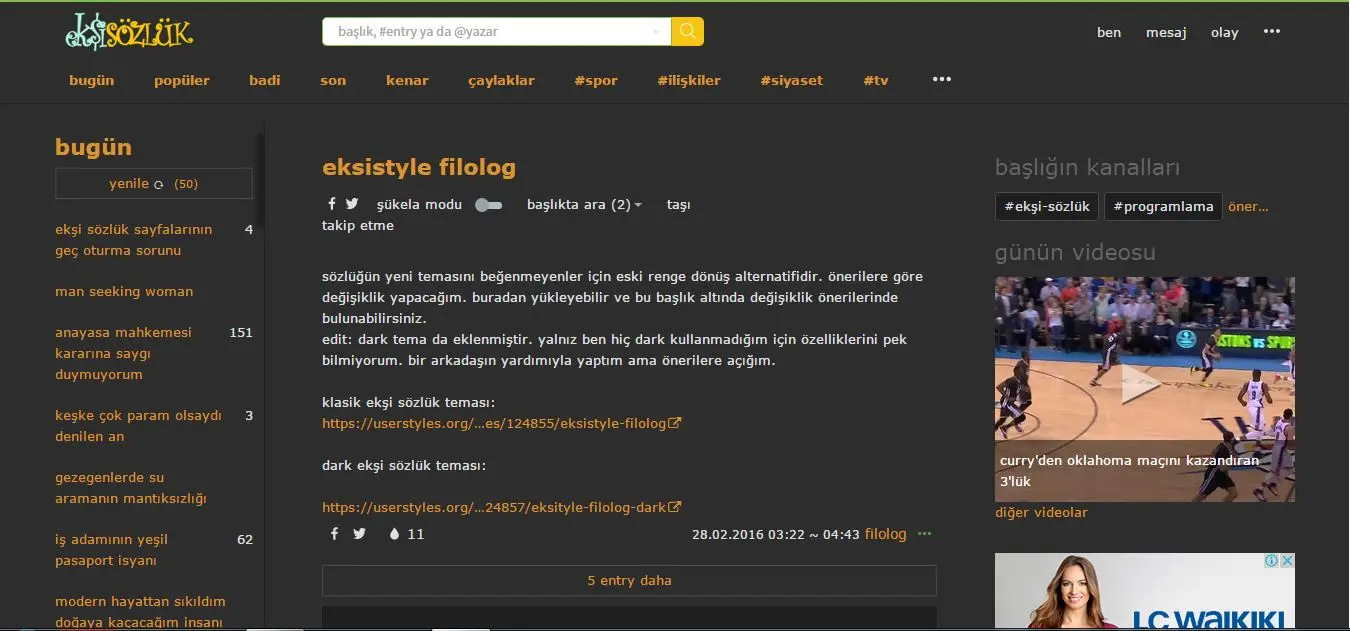 ekşi sözlük
başlık, #entry ya da @yazar
ben mesaj olay •••
bugün popüler badi son kenar çaylaklar #spor #ilişkiler #siyaset #tv •••
bugün
yenile (50)
ekşi sözlük sayfalarının 4
geç oturma sorunu
man seeking woman
anayasa mahkemesi 151
kararına saygı
duymuyorum
keşke çok param olsaydı 3
denilen an
gezegenlerde su
aramanın mantıksızlığı
iş adamının yeşil 62
pasaport isyanı
modern hayattan sıkıldım
doğaya kaçacağım insanı
eksistyle filolog
şükela modu başlıkta ara (2) taşı
takip etme
sözlüğün yeni temasını beğenmeyenler için eski renge dönüş alternatifidir. önerilere göre
değişiklik yapacağım. buradan yükleyebilir ve bu başlık altında değişiklik önerilerinde
bulunabilirsiniz.
edit: dark tema da eklenmiştir. yalnız ben hiç dark kullanmadığım için özelliklerini pek
bilmiyorum. bir arkadaşın yardımıyla yaptım ama önerilere açığım.
klasik ekşi sözlük teması:
https://userstyles.org/...es/124855/eksistyle-filolog
dark ekşi sözlük teması:
https://userstyles.org/...24857/eksityle-filolog-dark
11 28.02.2016 03:22 ~ 04:43 filolog •••
5 entry daha
başlığın kanalları
#ekşi-sözlük #programlama öner...
günün videosu
curry'den oklahoma maçını kazandıran
3'lük
diğer videolar
LC WAIKIKI